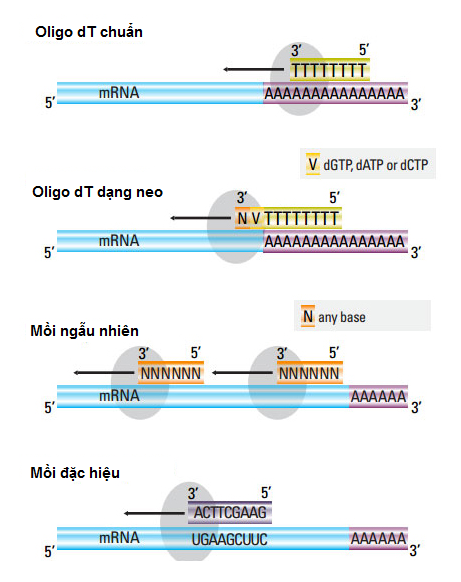 Oligo dT chuẩn
3’ 5’
TTTTTTTT
5’ mRNA AAAAAAAAAAAAAAA 3’
V dGTP, dATP or dCTP
Oligo dT dạng neo
3’ 5’
N V TTTTTTTT
5’ mRNA AAAAAAAAAAAAAAA 3’
N any base
Mồi ngẫu nhiên
3’ 5’ 3’ 5’
NNNNNN NNNNNN
5’ mRNA AAAAAA 3’
Mồi đặc hiệu
3’ 5’
ACTTCGAAG
5’ mRNA UGAAGCUUC AAAAAA 3’